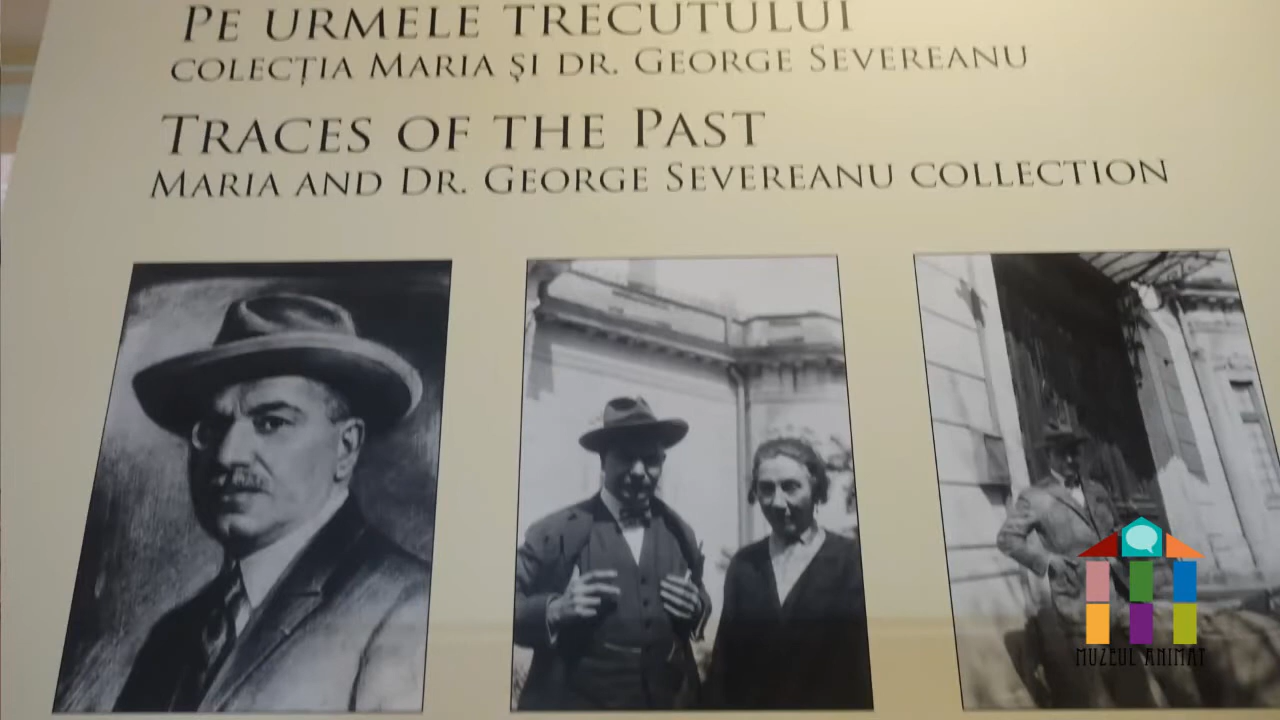 PE URMELE TRECUTULUI
COLECȚIA MARIA ȘI DR. GEORGE SEVEREANU
TRACES OF THE PAST
MARIA AND DR. GEORGE SEVEREANU COLLECTION
MUZEUL ANIMAT